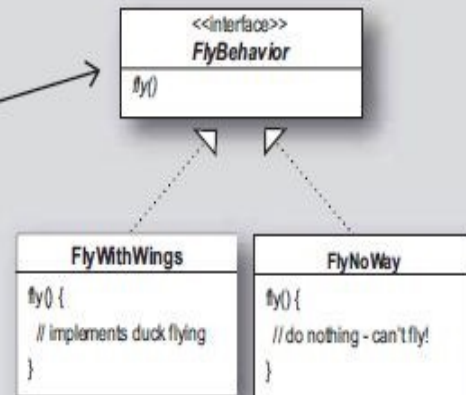 <<interface>>
FlyBehavior
fly()
FlyWithWings
fly() {
// implements duck flying
}
FlyNoWay
fly() {
// do nothing - can't fly!
}